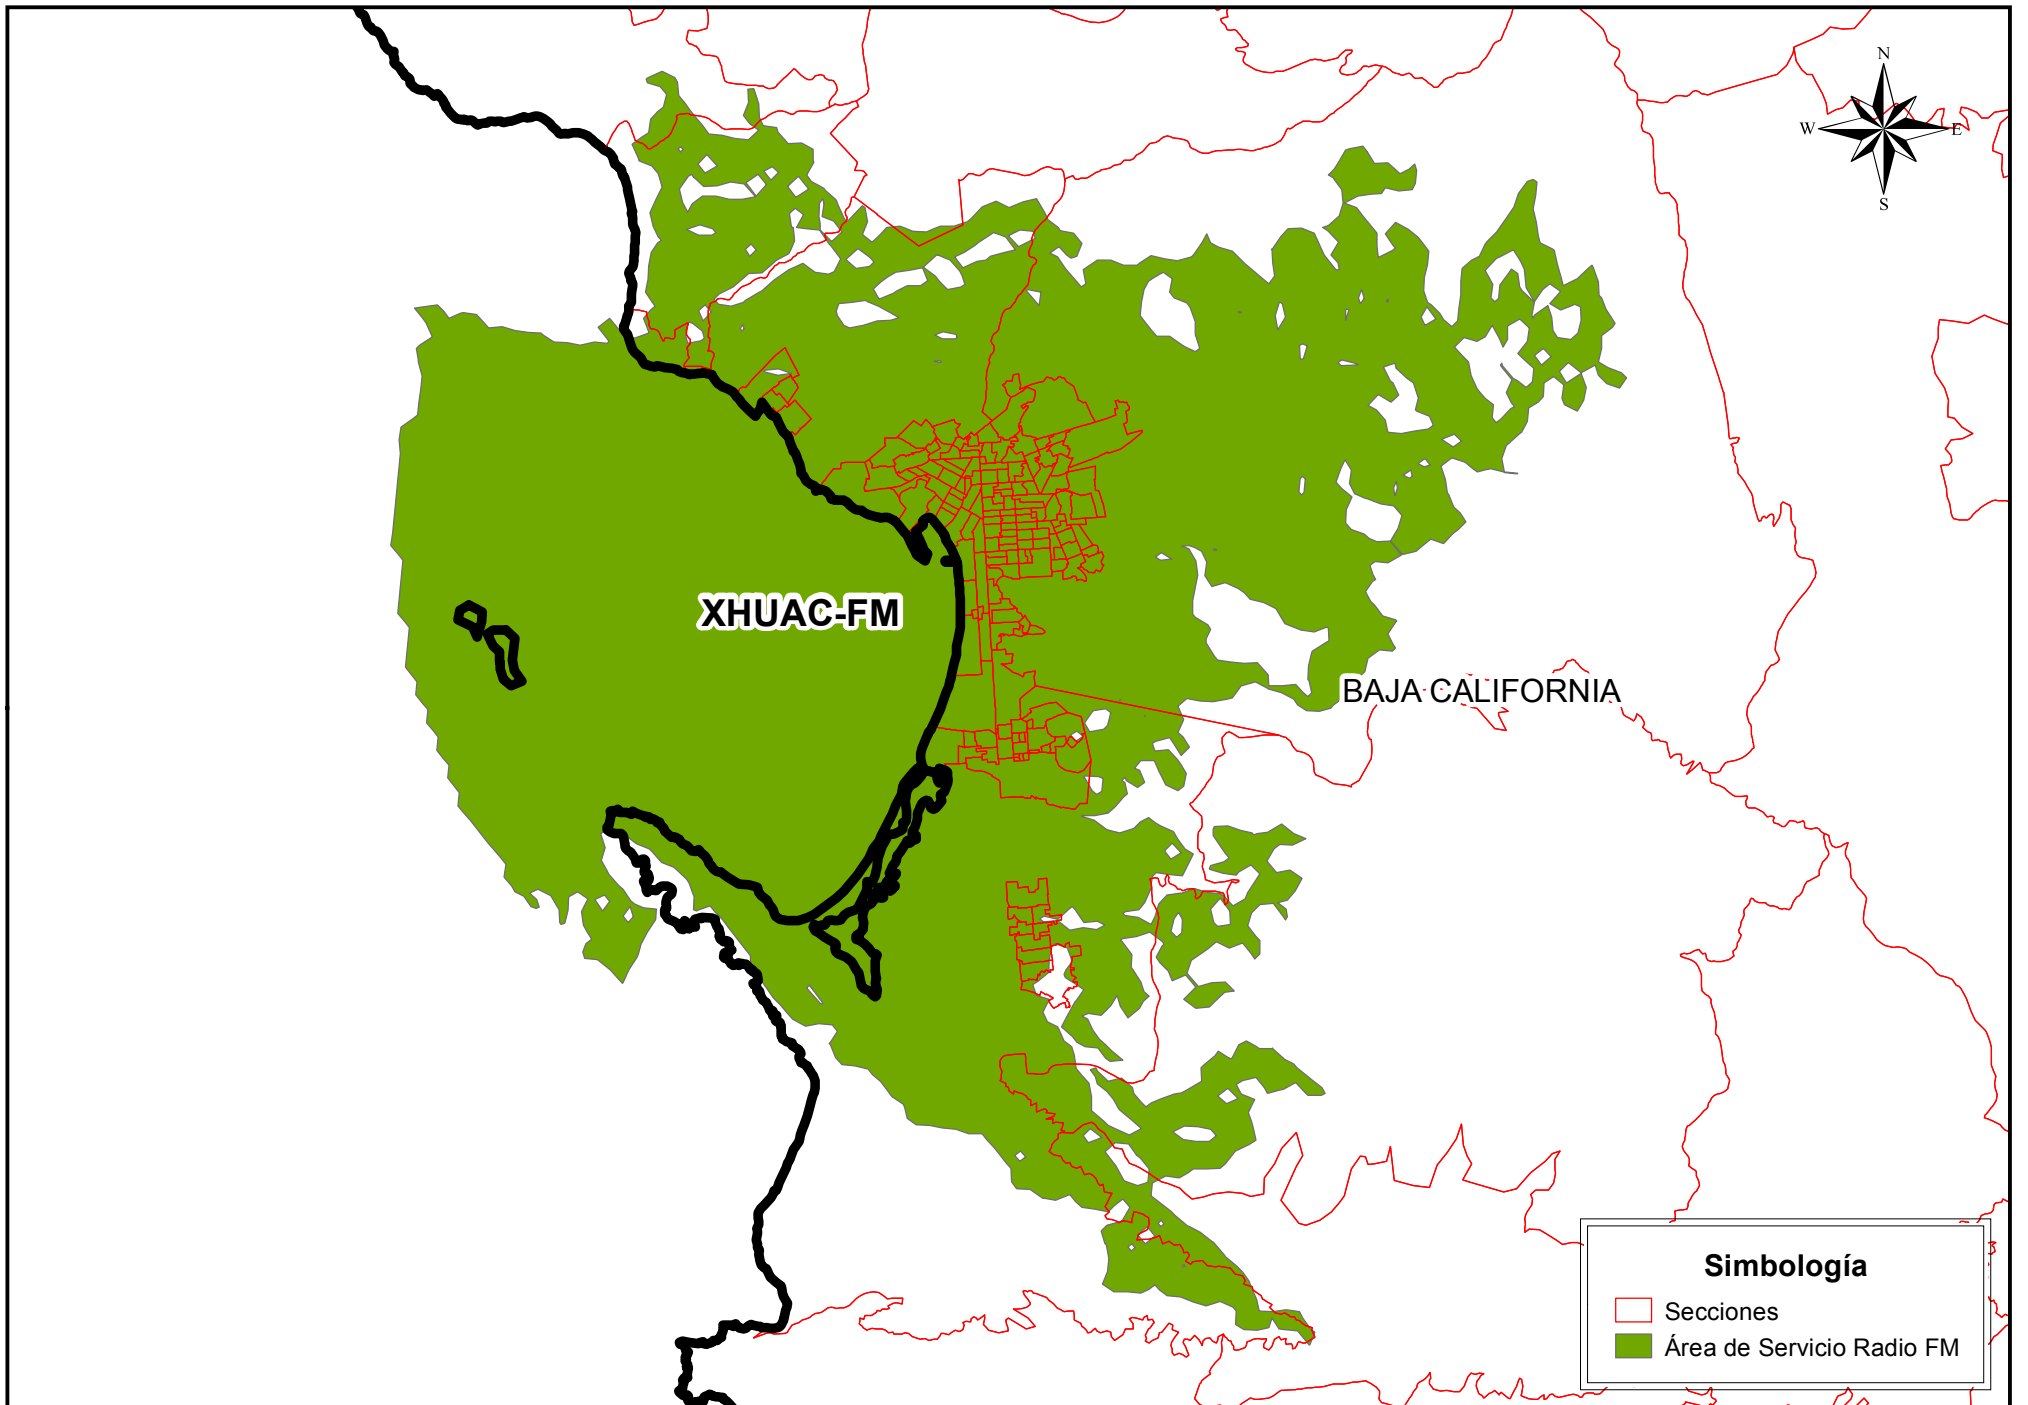 N
W
E
S
XHUAC-FM
BAJA CALIFORNIA
Simbología
Secciones
Área de Servicio Radio FM